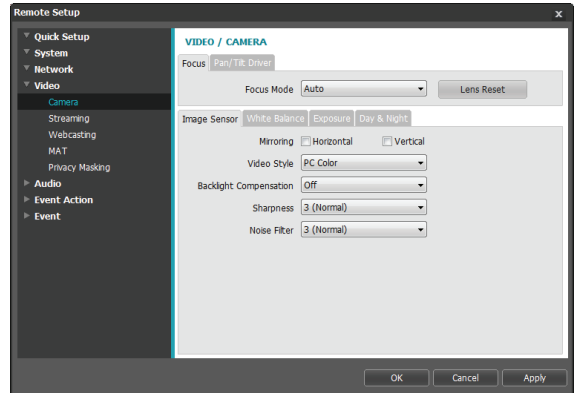 Remote Setup x
Quick Setup
System
Network
Video
Camera
Streaming
Webcasting
MAT
Privacy Masking
Audio
Event Action
Event
VIDEO / CAMERA
Focus Pan/Tilt Driver
Focus Mode Auto Lens Reset
Image Sensor White Balance Exposure Day & Night
Mirroring Horizontal Vertical
Video Style PC Color
Backlight Compensation Off
Sharpness 3 (Normal)
Noise Filter 3 (Normal)
OK Cancel Apply